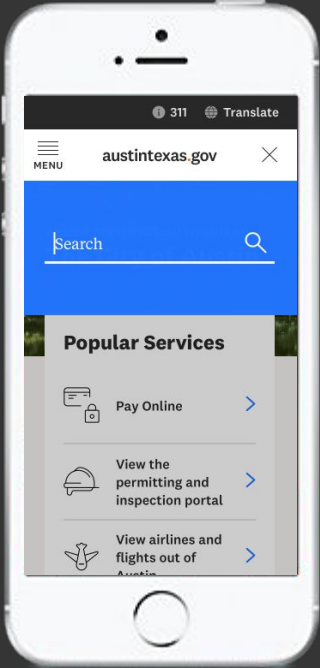 311 Translate
MENU austintexas.gov
Search
Popular Services
Pay Online
View the
permitting and
inspection portal
View airlines and
flights out of
Austin